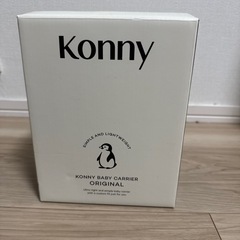 Konny
SIMPLE AND LIGHTWEIGHT
KONNY BABY CARRIER
ORIGINAL